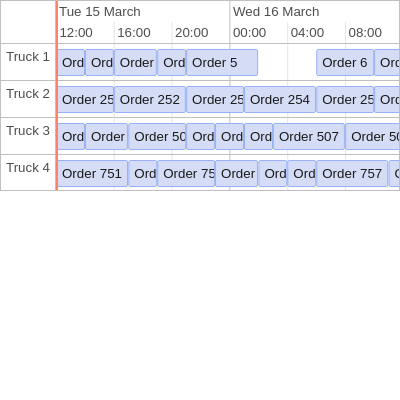 Tue 15 March Wed 16 March
12:00 16:00 20:00 00:00 04:00 08:00
Truck 1 Ord Ord Order Ord Order 5 Order 6 Ord
Truck 2 Order 25 Order 252 Order 25 Order 254 Order 25 Ord
Truck 3 Ord Order Order 50 Ord Ord Ord Order 507 Order 50
Truck 4 Order 751 Ord Order 75 Order Ord Ord Order 757 O